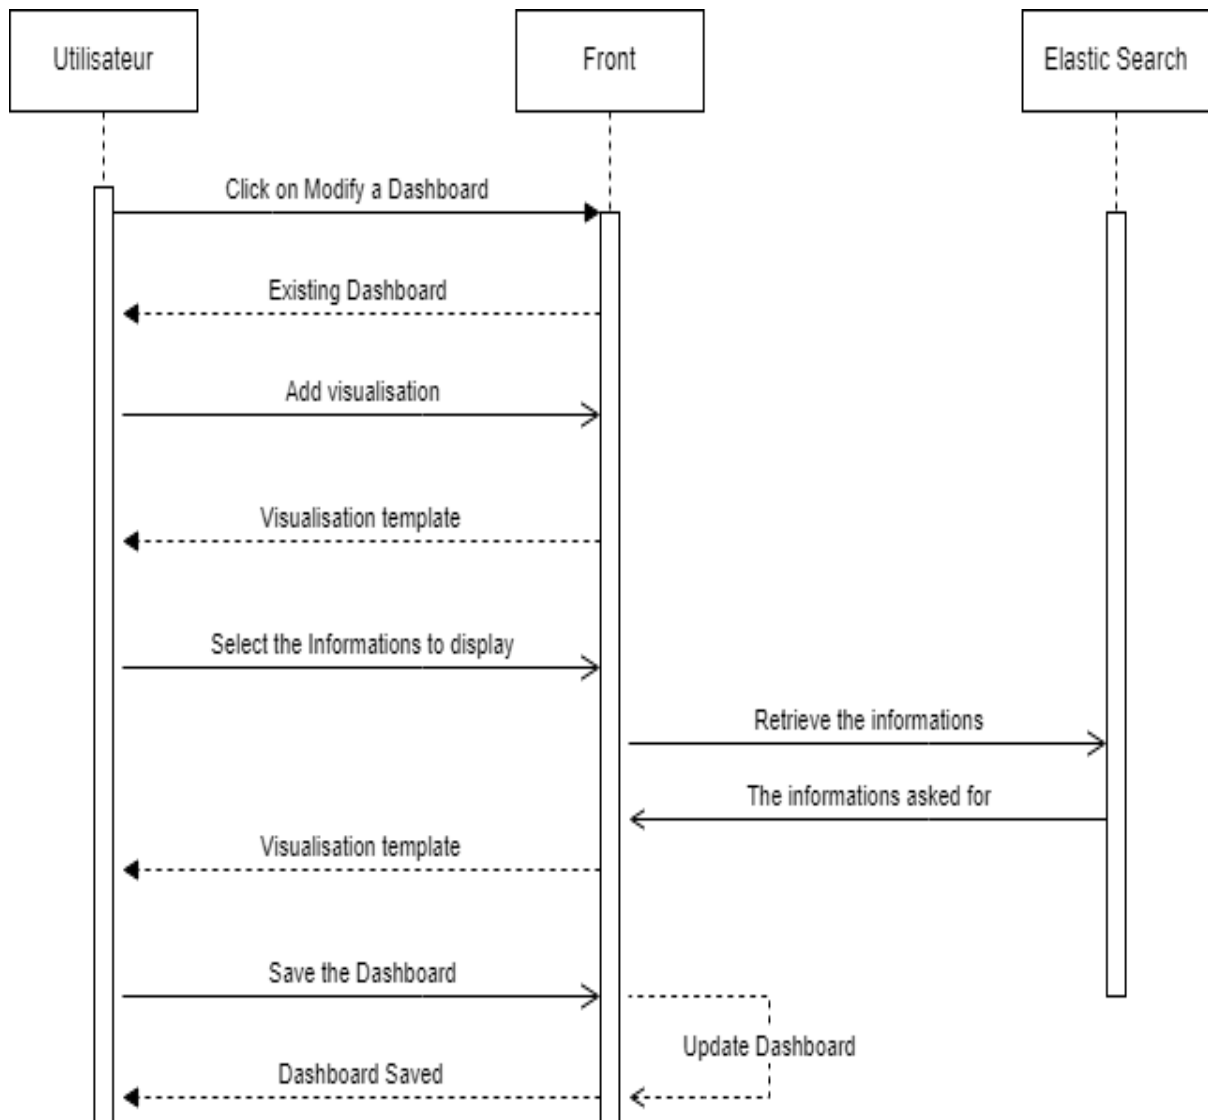 Utilisateur
Front
Elastic Search
Click on Modify a Dashboard
Existing Dashboard
Add visualisation
Visualisation template
Select the Informations to display
Retrieve the informations
The informations asked for
Visualisation template
Save the Dashboard
Update Dashboard
Dashboard Saved